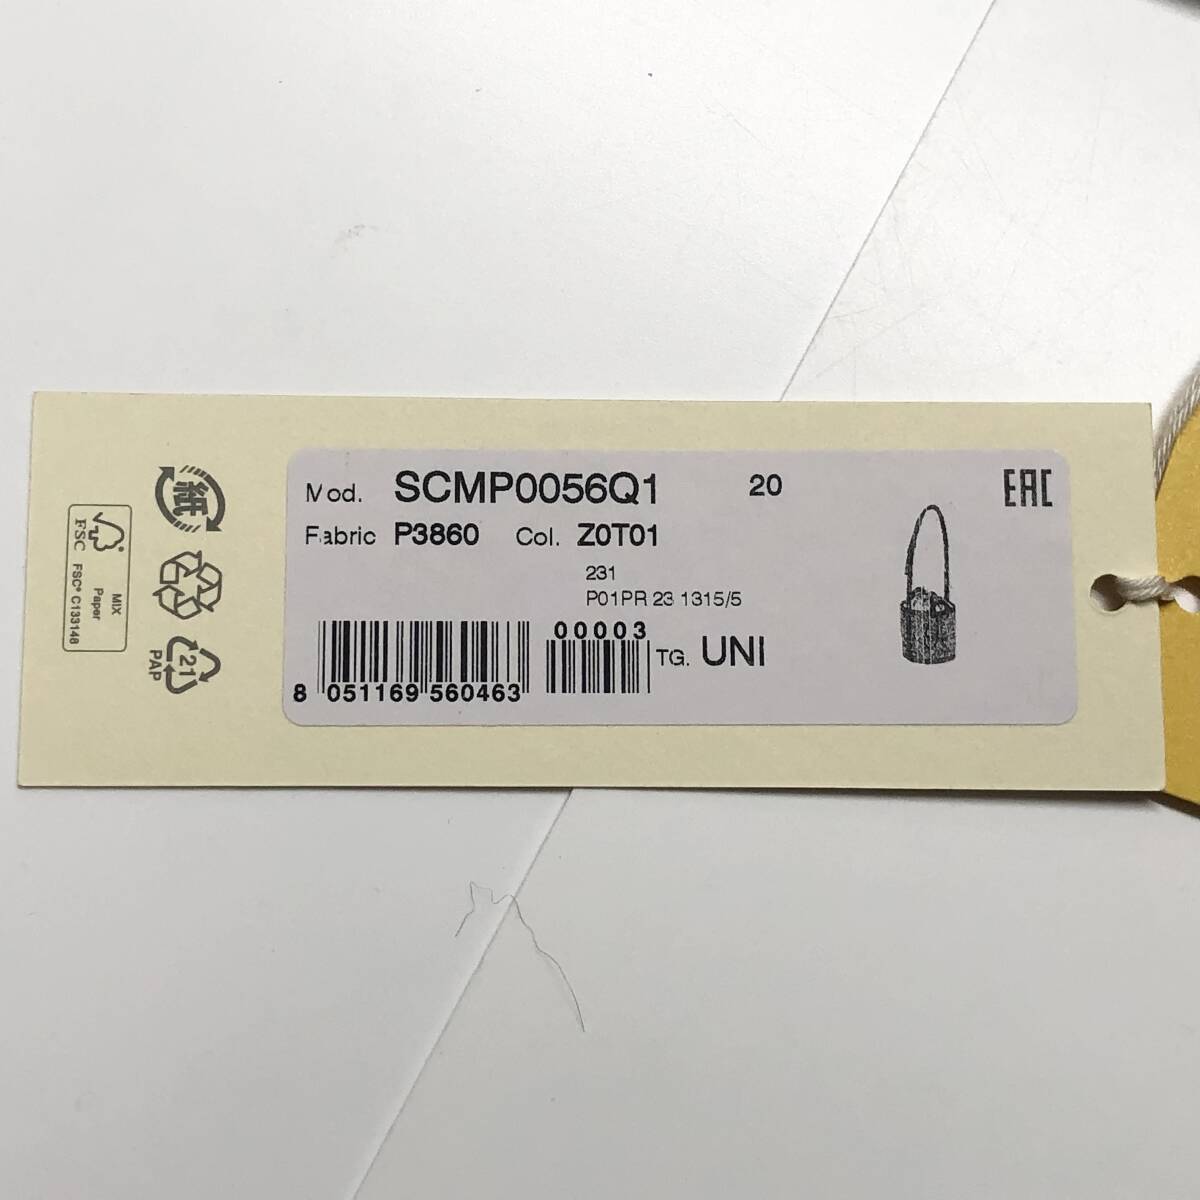 Mod. SCMP0056Q1 20
Fabric P3860 Col. Z0T01
231
P01PR 23 1315/5
00003
TG. UNI
8 051169 560463
EAC
紙
21
PAP
FSC
MIX
Paper
FSC® C133148